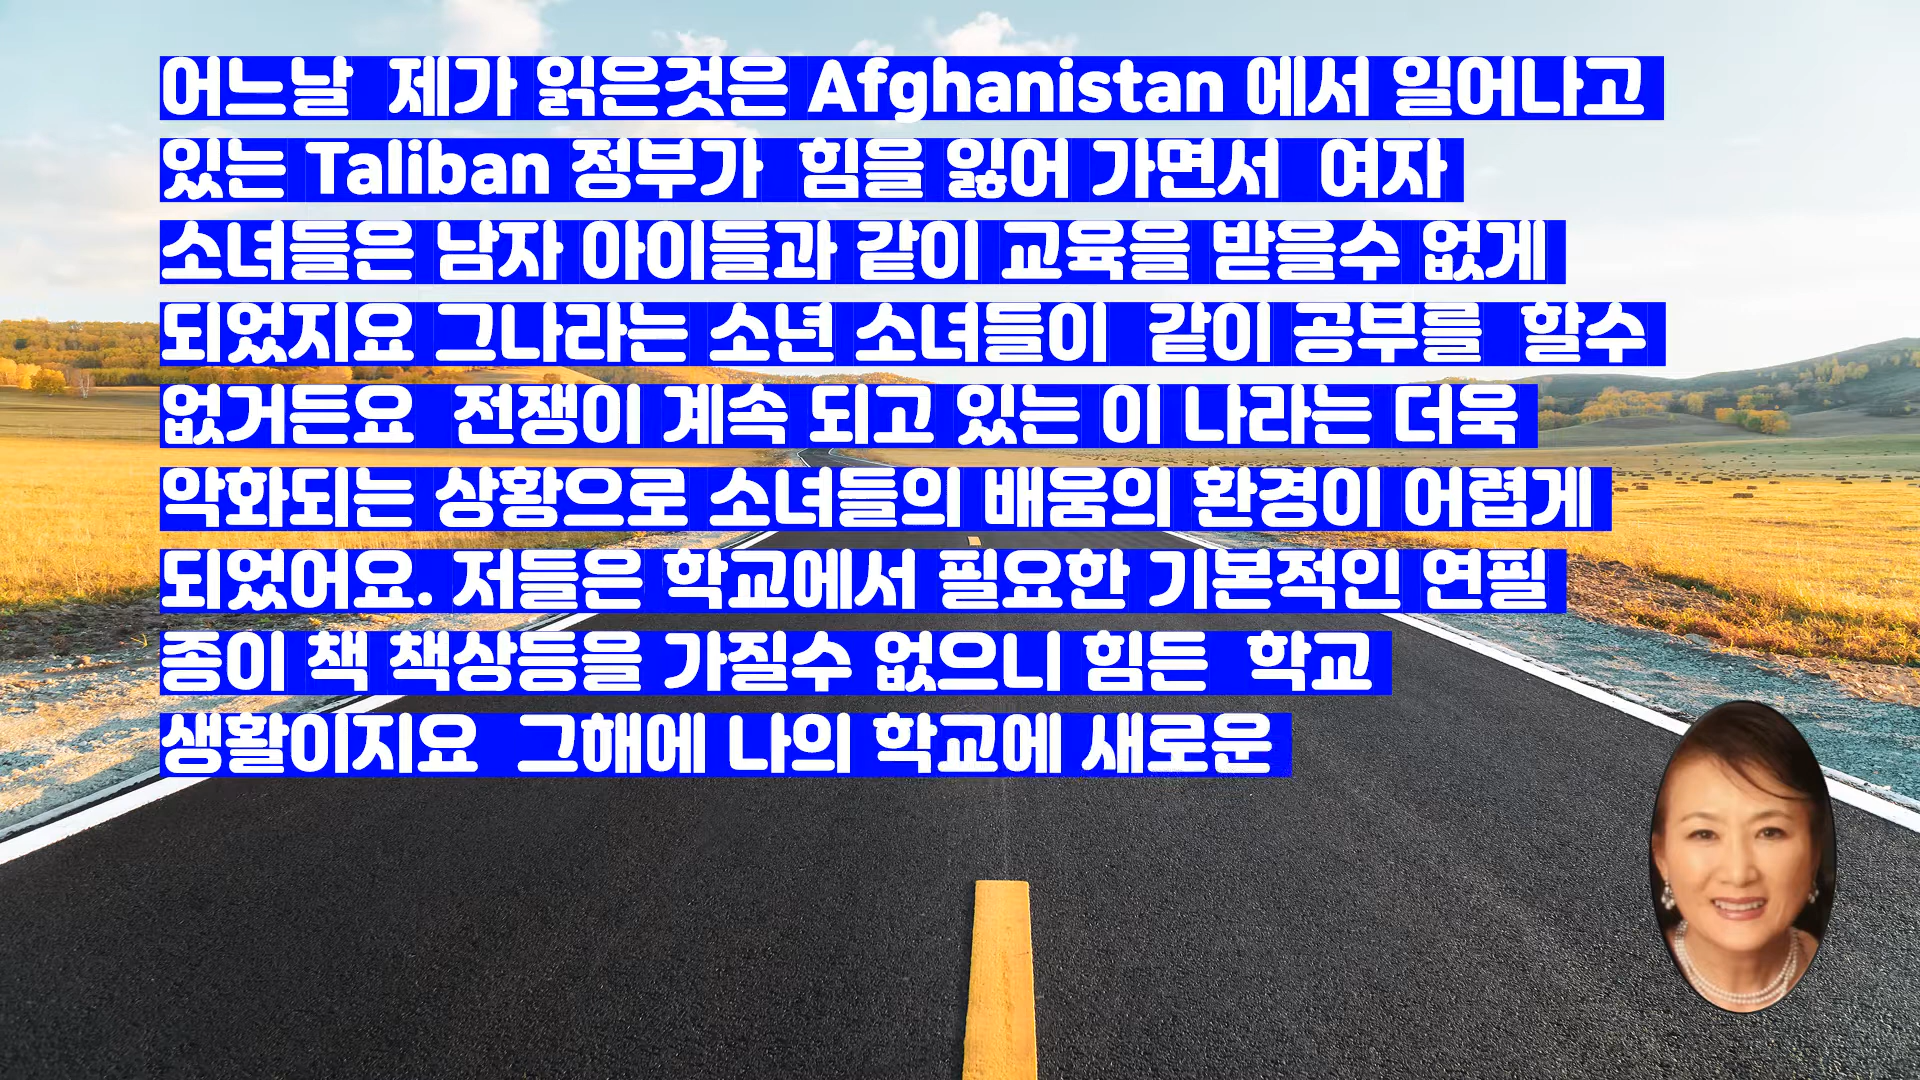 어느날  제가 읽은것은 Afghanistan 에서 일어나고
있는 Taliban 정부가  힘을 잃어 가면서  여자
소녀들은 남자 아이들과 같이 교육을 받을수 없게
되었지요 그나라는 소년 소녀들이  같이 공부를  할수
없거든요  전쟁이 계속 되고 있는 이 나라는 더욱
악화되는 상황으로 소녀들의 배움의 환경이 어렵게
되었어요. 저들은 학교에서 필요한 기본적인 연필
종이 책 책상등을 가질수 없으니 힘든  학교
생활이지요  그해에 나의 학교에 새로운